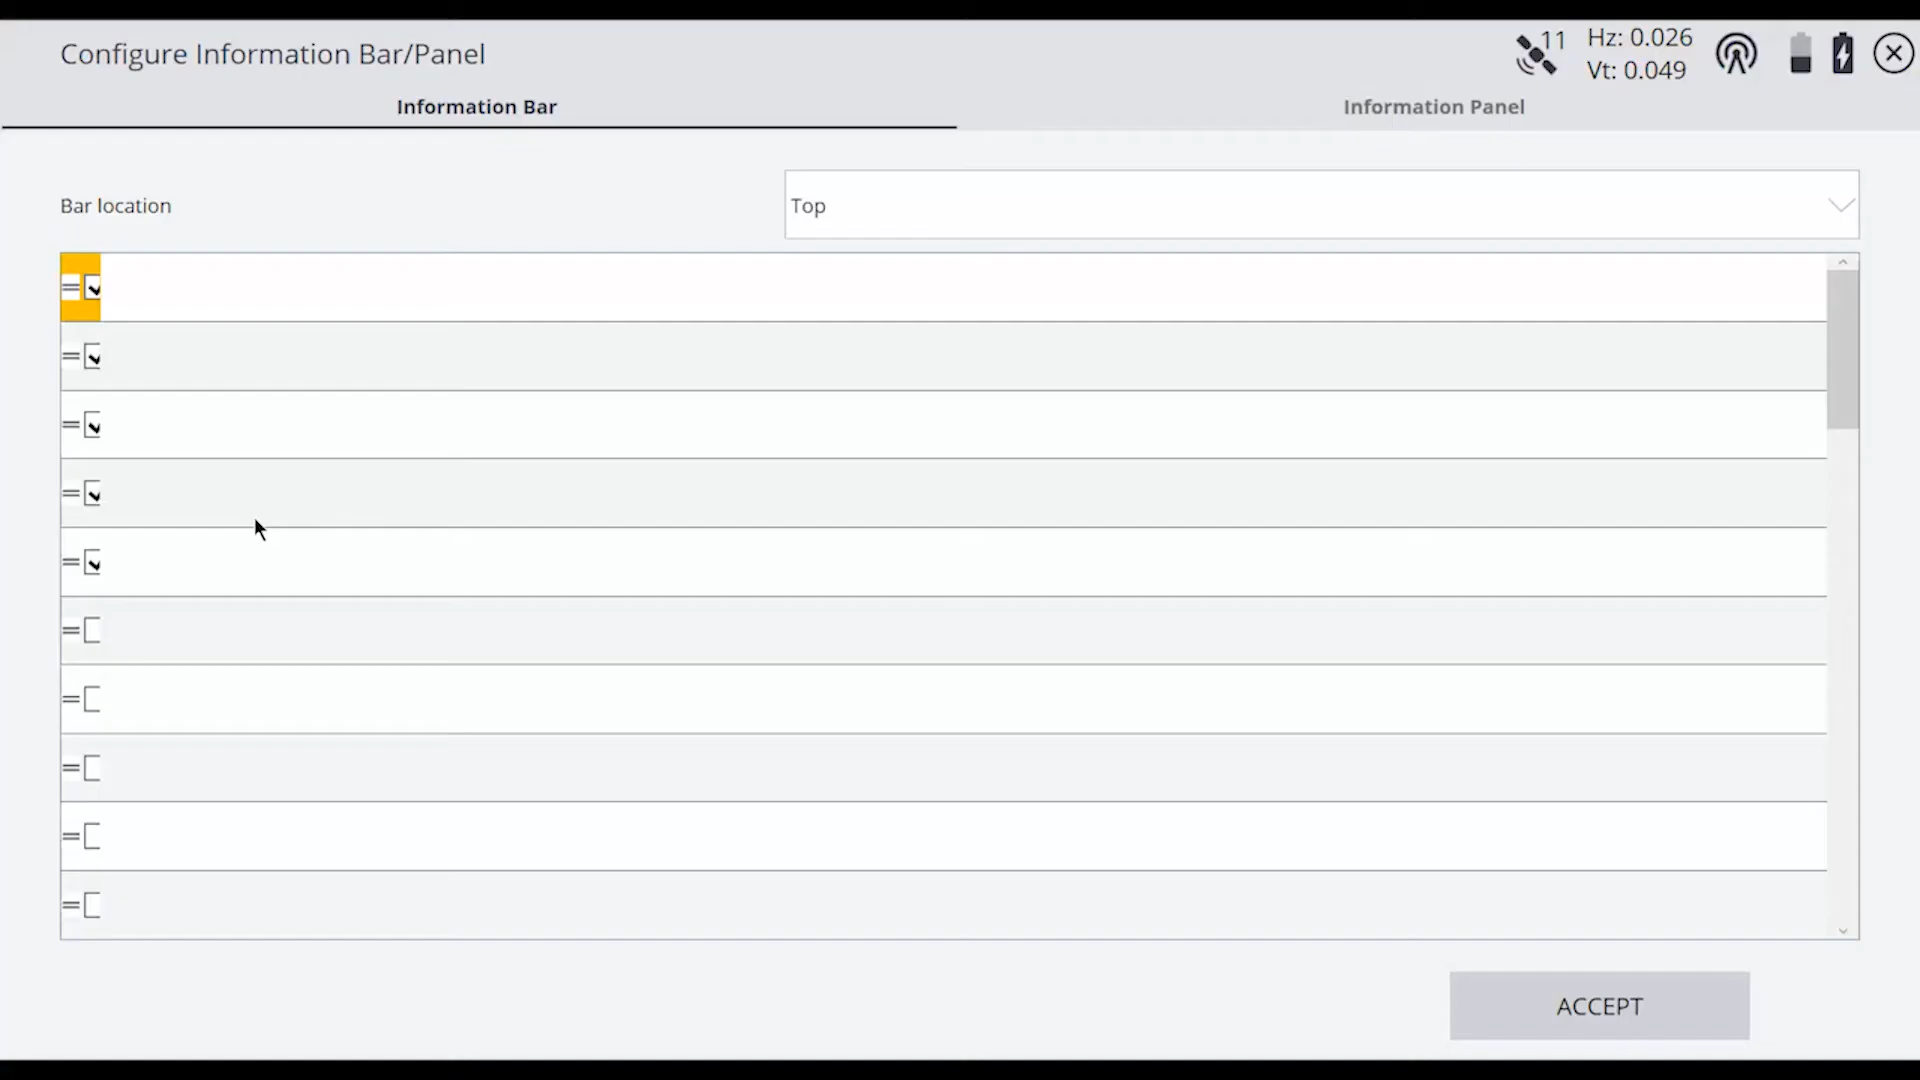 Configure Information Bar/Panel
11
Hz: 0.026
Vt: 0.049
Information Bar
Information Panel
Bar location
Top
ACCEPT